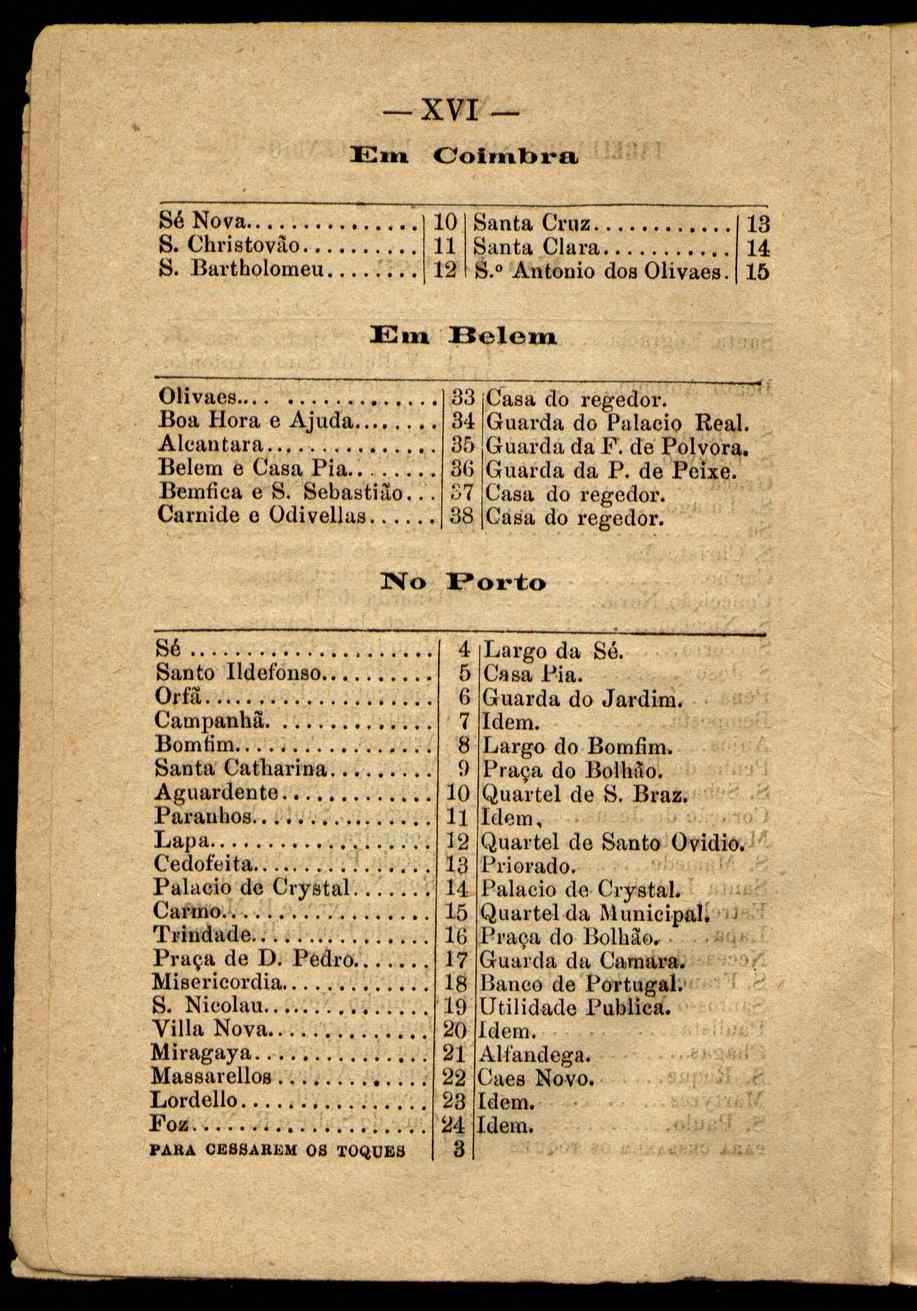 — XVI —
Em Coimbra
Sé Nova................ 10 Santa Cruz............ 13
S. Christovão.......... 11 Santa Clara........... 14
S. Bartholomeu........ 12 S.º Antonio dos Olivaes. 15
Em Belem
Olivaes.... .............. 33 Casa do regedor.
Boa Hora e Ajuda........ 34 Guarda do Palacio Real.
Alcantara............... 35 Guarda da F. de Polvora.
Belem e Casa Pia........ 36 Guarda da P. de Peixe.
Bemfica e S. Sebastião... 37 Casa do regedor.
Carnide e Odivellas...... 38 Casa do regedor.
No Porto
Sé ...................... 4 Largo da Sé.
Santo Ildefonso.......... 5 Casa Pia.
Orfã..................... 6 Guarda do Jardim.
Campanhã. .............. 7 Idem.
Bomfim.................. 8 Largo do Bomfim.
Santa Catharina......... 9 Praça do Bolhão.
Aguardente.............. 10 Quartel de S. Braz.
Paranhos................ 11 Idem,
Lapa.................... 12 Quartel de Santo Ovidio.
Cedofeita................ 13 Priorado.
Palacio de Crystal....... 14 Palacio de Crystal.
Carmo................... 15 Quartel da Municipal.
Trindade................ 16 Praça do Bolhão.
Praça de D. Pedro....... 17 Guarda da Camara.
Misericordia............. 18 Banco de Portugal.
S. Nicolau............... 19 Utilidade Publica.
Villa Nova............... 20 Idem.
Miragaya................ 21 Alfandega.
Massarellos ............. 22 Caes Novo.
Lordello................. 23 Idem.
Foz..................... 24 Idem.
PARA CESSAREM OS TOQUES 3